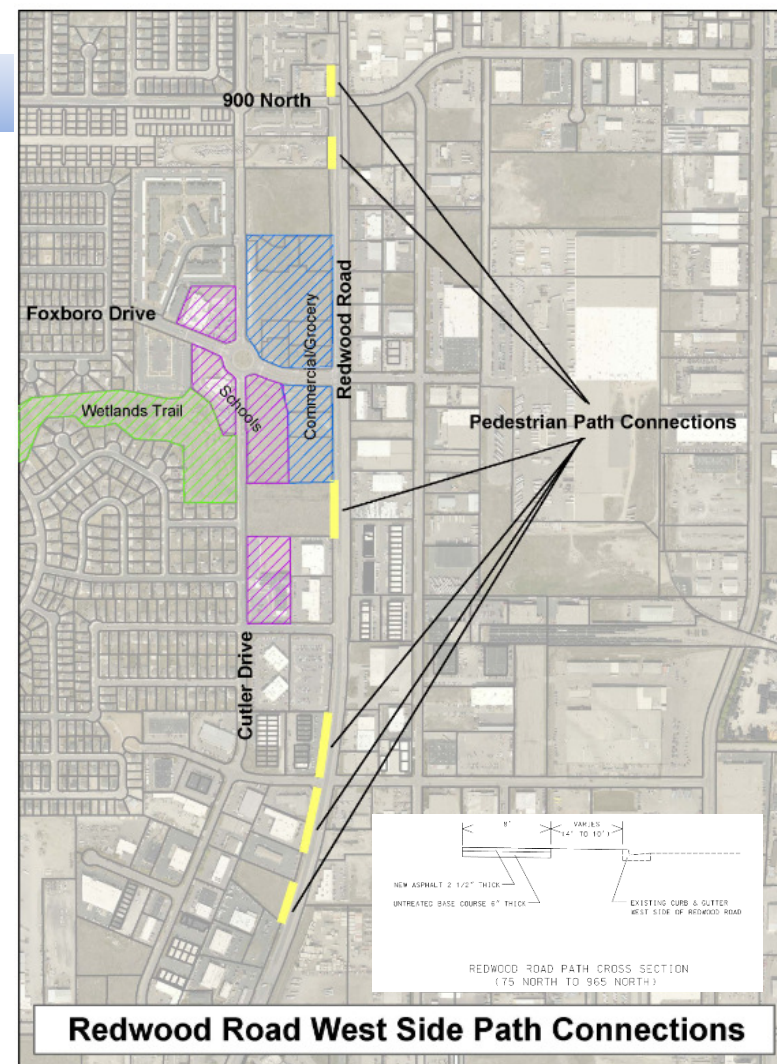 900 North
Foxboro Drive
Redwood Road
Commercial/Grocery
Wetlands Trail
Schools
Pedestrian Path Connections
Cutler Drive
8'
VARIES
(4' TO 10')
NEW ASPHALT 2 1/2" THICK
UNTREATED BASE COURSE 6" THICK
EXISTING CURB & GUTTER
WEST SIDE OF REDWOOD ROAD
REDWOOD ROAD PATH CROSS SECTION
(75 NORTH TO 965 NORTH)
Redwood Road West Side Path Connections